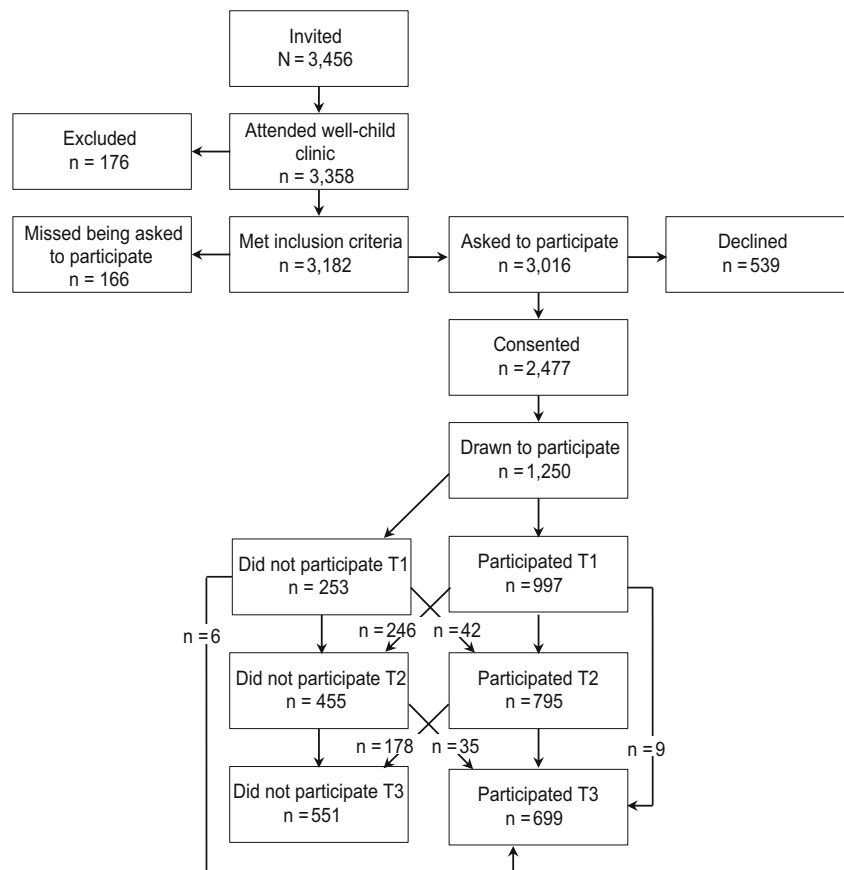 Invited
N = 3,456
Excluded
n = 176
Attended well-child
clinic
n = 3,358
Missed being asked
to participate
n = 166
Met inclusion criteria
n = 3,182
Asked to participate
n = 3,016
Declined
n = 539
Consented
n = 2,477
Drawn to participate
n = 1,250
Did not participate T1
n = 253
Participated T1
n = 997
n = 6
n = 246
n = 42
Did not participate T2
n = 455
Participated T2
n = 795
n = 178
n = 35
n = 9
Did not participate T3
n = 551
Participated T3
n = 699